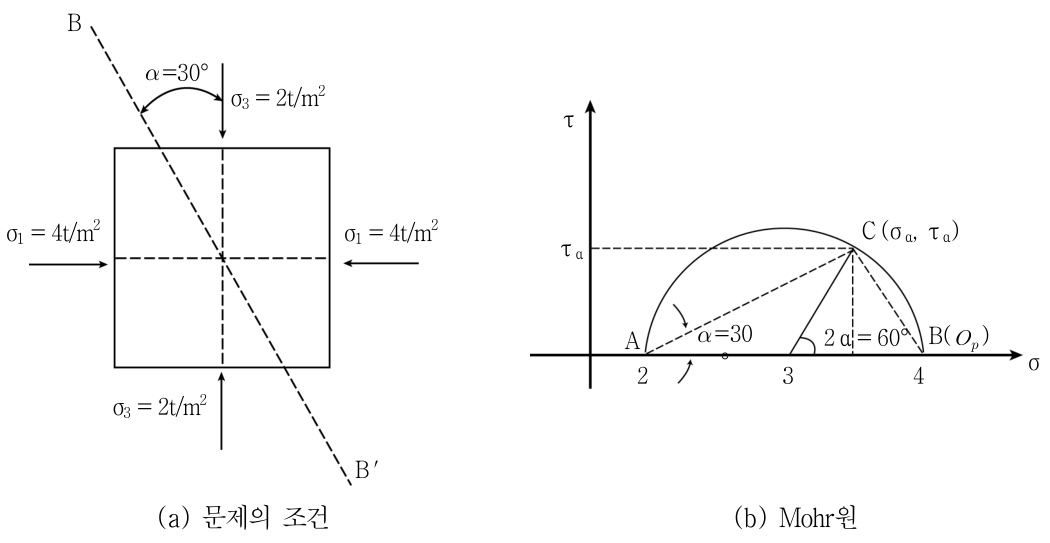 B
α=30°
σ₃ = 2t/m²
σ₁ = 4t/m²
σ₁ = 4t/m²
σ₃ = 2t/m²
B′
(a) 문제의 조건
τ
C(σα, τα)
τα
A
α=30°
2α=60°
B(Oₚ)
σ
2
3
4
(b) Mohr원